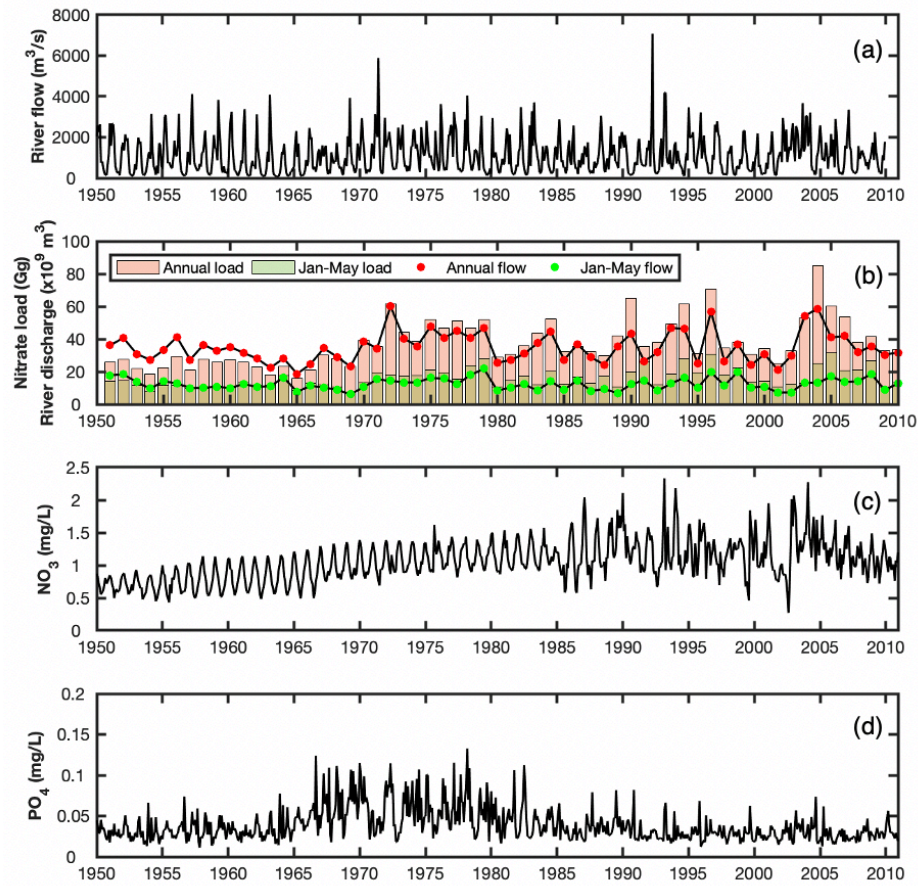 (a)
River flow (m³/s)
8000
6000
4000
2000
0
1950 1955 1960 1965 1970 1975 1980 1985 1990 1995 2000 2005 2010
(b)
Nitrate load (Gg)
River discharge (x10⁹ m³)
Annual load Jan-May load Annual flow Jan-May flow
100
80
60
40
20
0
1950 1955 1960 1965 1970 1975 1980 1985 1990 1995 2000 2005 2010
(c)
NO₃ (mg/L)
2.5
2
1.5
1
0.5
0
1950 1955 1960 1965 1970 1975 1980 1985 1990 1995 2000 2005 2010
(d)
PO₄ (mg/L)
0.2
0.15
0.1
0.05
0
1950 1955 1960 1965 1970 1975 1980 1985 1990 1995 2000 2005 2010